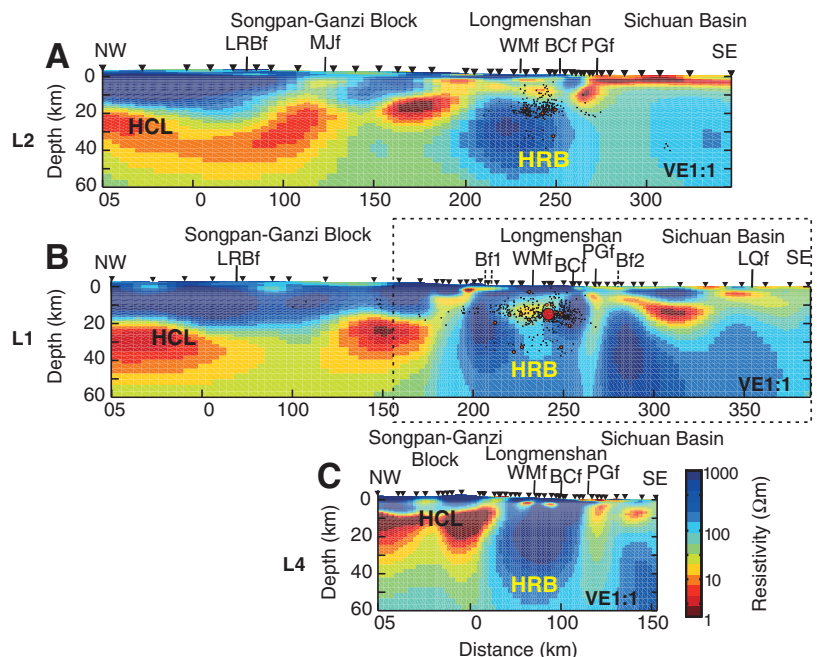 Songpan-Ganzi Block Longmenshan Sichuan Basin
A NW LRBf MJf WMf BCf PGf SE
0
20
40
60
Depth (km)
L2
HCL
HRB
VE1:1
05 0 100 150 200 250 300
B
Songpan-Ganzi Block Longmenshan Sichuan Basin
NW LRBf Bf1 WMf BCf PGf Bf2 LQf SE
0
20
40
60
Depth (km)
L1
HCL
HRB
VE1:1
05 0 100 150 200 250 300 350
Songpan-Ganzi
Block
Longmenshan
Sichuan Basin
C
NW WMf BCf PGf SE
0
20
40
60
Depth (km)
L4
HCL
HRB
VE1:1
05 0 100 150
Distance (km)
1000
100
10
1
Resistivity (Ωm)